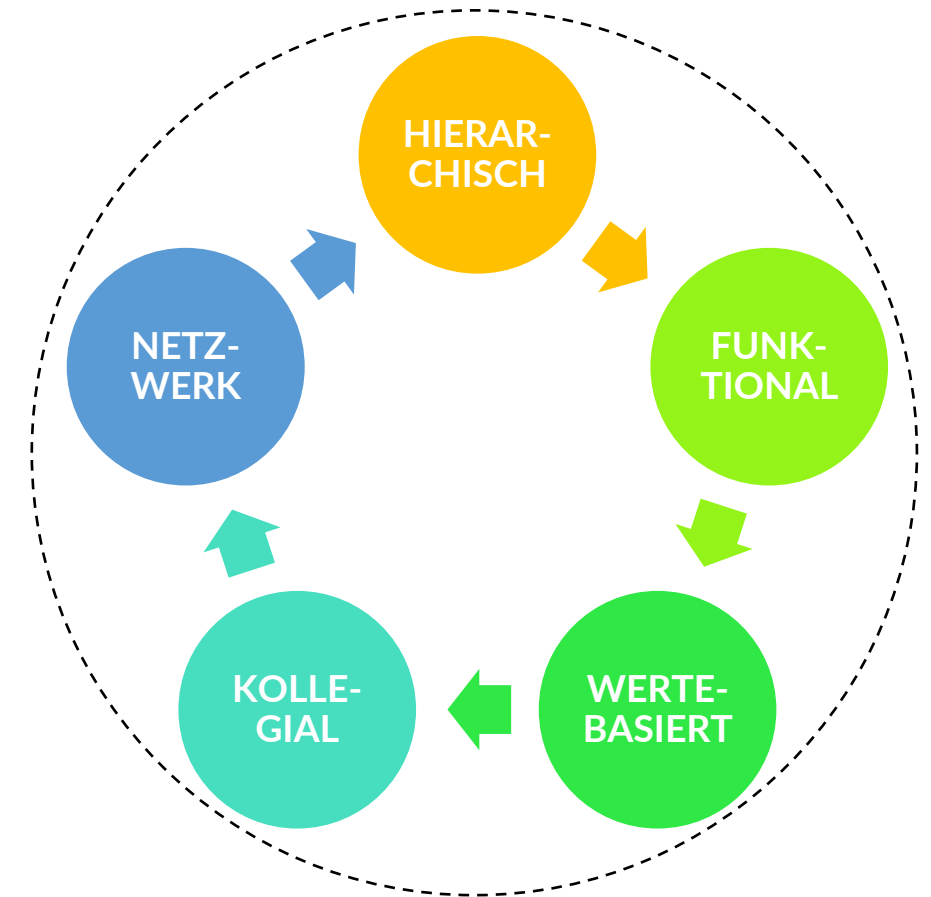 HIERAR-
CHISCH
FUNK-
TIONAL
WERTE-
BASIERT
KOLLE-
GIAL
NETZ-
WERK